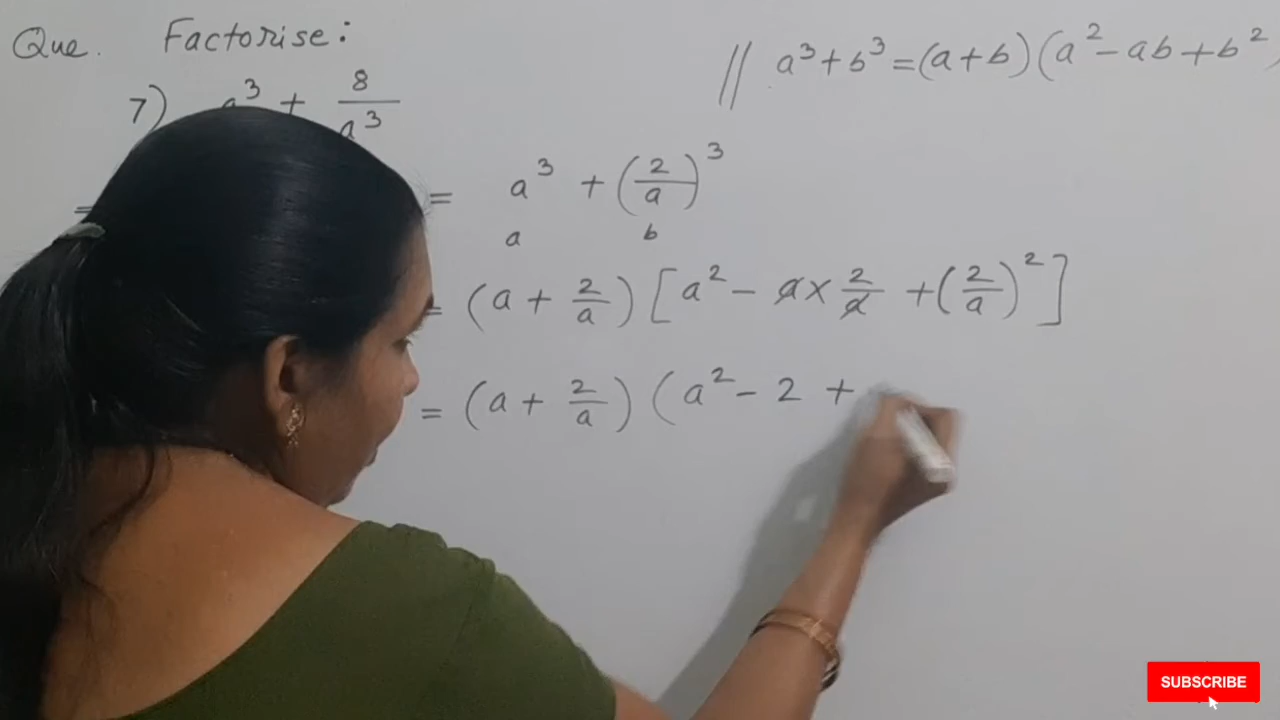 Que. Factorise:
// a³ + b³ = (a + b) (a² - ab + b²
7) a³ + 8/a³
= = a³ + (2/a)³
a b
= (a + 2/a) [a² - a × 2/a + (2/a)²]
= (a + 2/a) (a² - 2 +
SUBSCRIBE